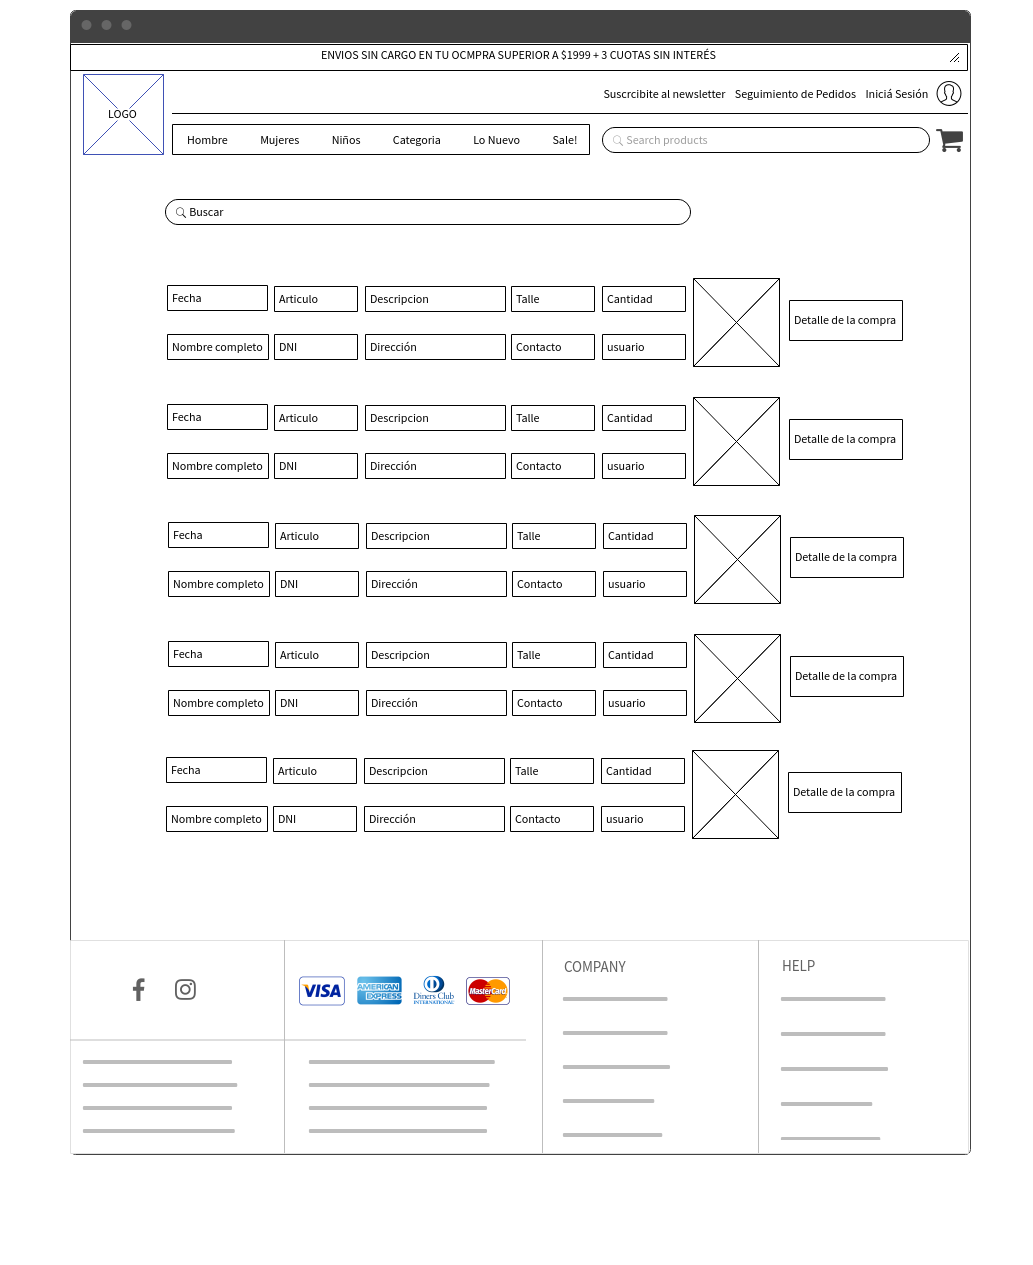 ENVIOS SIN CARGO EN TU OCMPRA SUPERIOR A $1999 + 3 CUOTAS SIN INTERÉS
LOGO
Suscrcibite al newsletter Seguimiento de Pedidos Iniciá Sesión
Hombre Mujeres Niños Categoria Lo Nuevo Sale!
Search products
Buscar
Fecha Articulo Descripcion Talle Cantidad
Detalle de la compra
Nombre completo DNI Dirección Contacto usuario
Fecha Articulo Descripcion Talle Cantidad
Detalle de la compra
Nombre completo DNI Dirección Contacto usuario
Fecha Articulo Descripcion Talle Cantidad
Detalle de la compra
Nombre completo DNI Dirección Contacto usuario
Fecha Articulo Descripcion Talle Cantidad
Detalle de la compra
Nombre completo DNI Dirección Contacto usuario
Fecha Articulo Descripcion Talle Cantidad
Detalle de la compra
Nombre completo DNI Dirección Contacto usuario
VISA
AMERICAN
EXPRESS
Diners Club
INTERNATIONAL
MasterCard
COMPANY
HELP